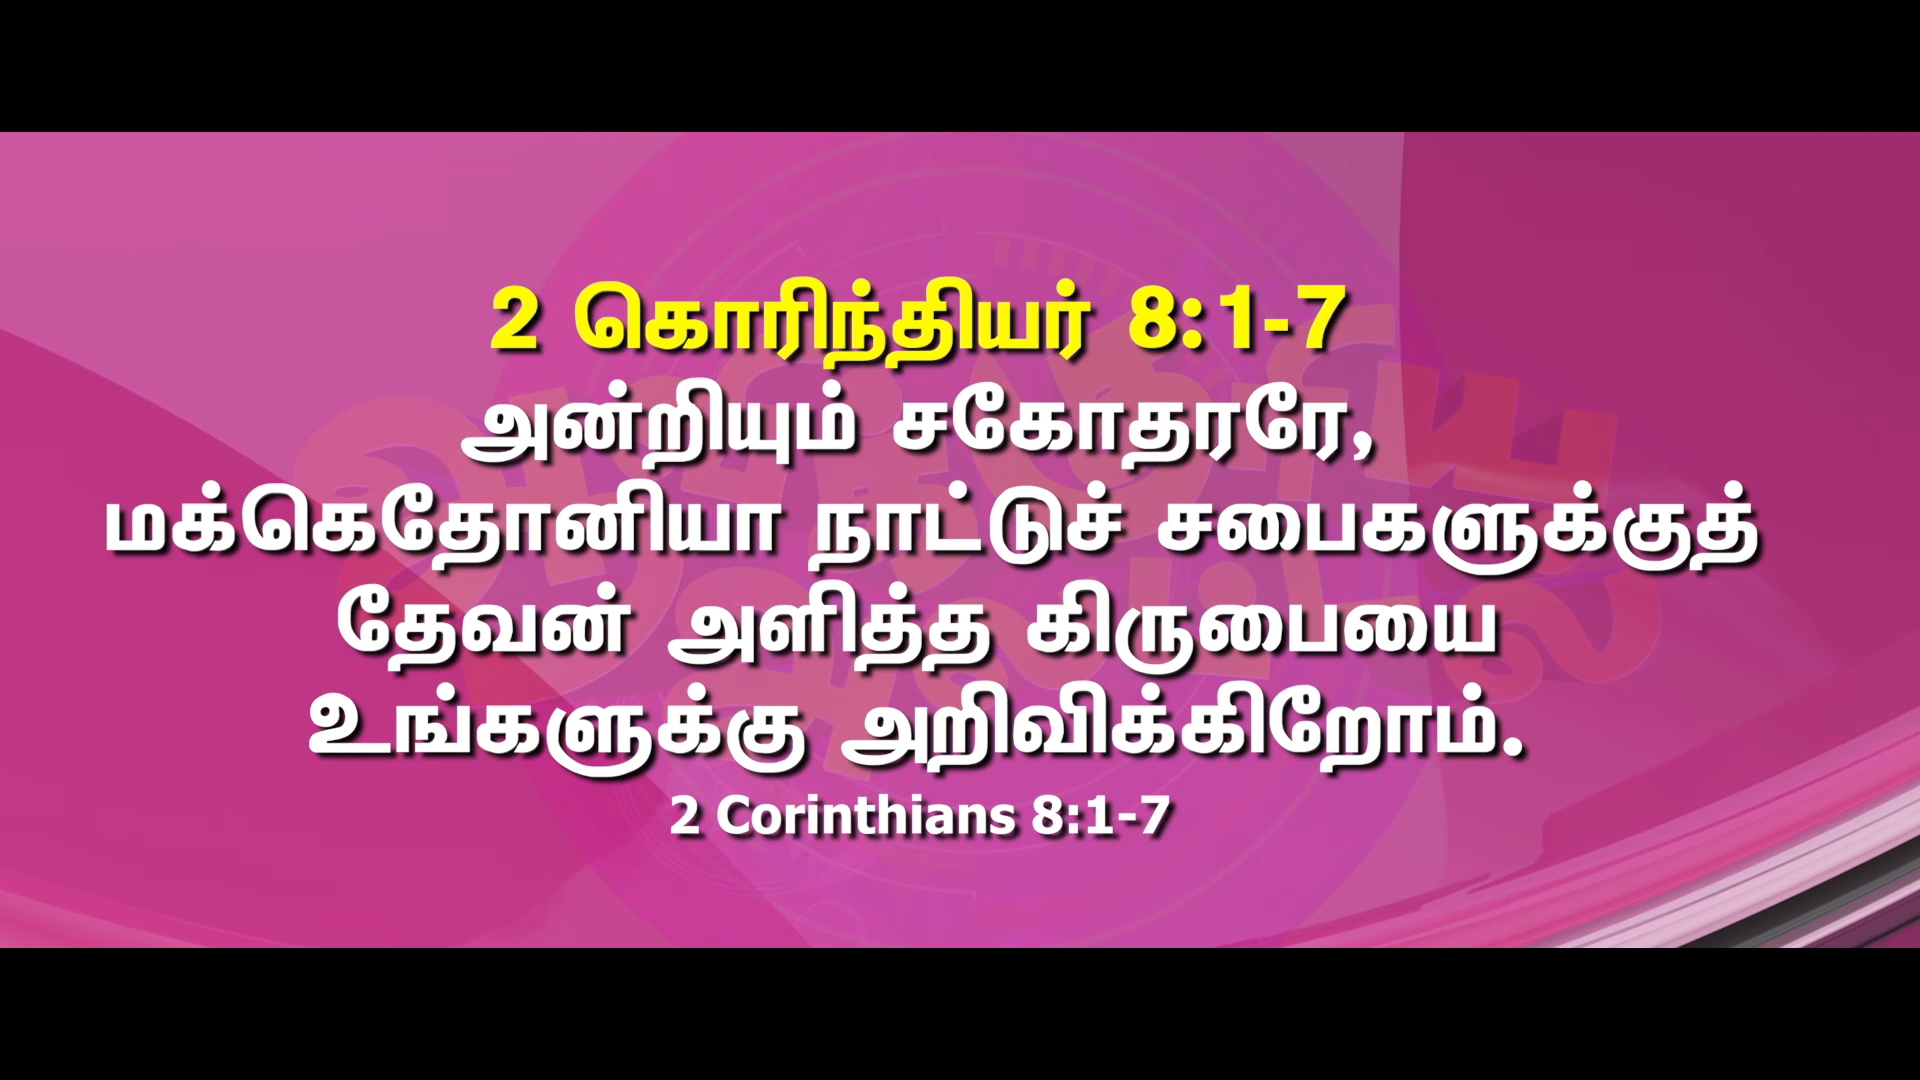 2 கொரிந்தியர் 8:1-7
அன்றியும் சகோதரரே,
மக்கெதோனியா நாட்டுச் சபைகளுக்குத்
தேவன் அளித்த கிருபையை
உங்களுக்கு அறிவிக்கிறோம்.
2 Corinthians 8:1-7